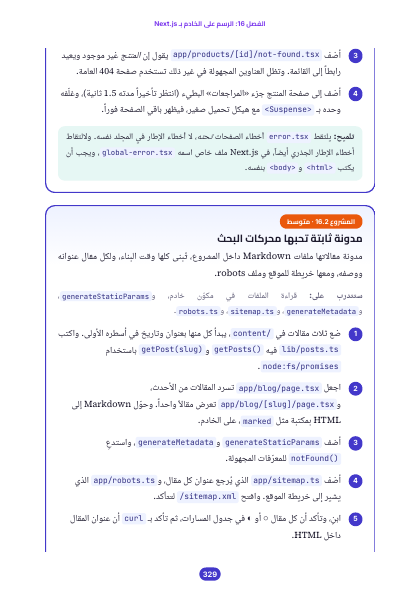 الفصل 16: الرسم على الخادم بـ Next.js
3 أضف app/products/[id]/not-found.tsx يقول إن المنتج غير موجود ويعيد
رابطاً إلى القائمة. وتظل العناوين المجهولة في غير ذلك تستخدم صفحة 404 العامة.
4 أضف إلى صفحة المنتج جزء «المراجعات» البطيء (انتظر تأخيراً مدته 1.5 ثانية)، وغلّفه
وحده بـ <Suspense> مع هيكل تحميل صغير، فيظهر باقي الصفحة فوراً.
تلميح: يلتقط error.tsx أخطاء الصفحات تحته، لا أخطاء الإطار في المجلد نفسه. ولالتقاط
أخطاء الإطار الجذري أيضاً، في Next.js ملف خاص اسمه global-error.tsx، ويجب أن
يكتب <html> و <body> بنفسه.
المشروع 16.2 · متوسط
مدونة ثابتة تحبها محركات البحث
مدونة مقالاتها ملفات Markdown داخل المشروع، تُبنى كلها وقت البناء، ولكل مقال عنوانه
ووصفه، ومعها خريطة للموقع وملف robots.
ستتدرب على: قراءة الملفات في مكوّن خادم، و generateStaticParams،
و generateMetadata، و sitemap.ts، و robots.ts.
1 ضع ثلاث مقالات في content/، يبدأ كل منها بعنوان وتاريخ في أسطره الأولى. واكتب
lib/posts.ts فيه getPosts() و getPost(slug) باستخدام
node:fs/promises.
2 اجعل app/blog/page.tsx تسرد المقالات من الأحدث،
و app/blog/[slug]/page.tsx تعرض مقالاً واحداً. وحوّل Markdown إلى
HTML بمكتبة مثل marked، على الخادم.
3 أضف generateStaticParams و generateMetadata، واستدعِ
notFound() للمعرّفات المجهولة.
4 أضف app/sitemap.ts الذي يُرجع عنوان كل مقال، و app/robots.ts الذي
يشير إلى خريطة الموقع. وافتح /sitemap.xml لتتأكد.
5 ابنِ، وتأكد أن كل مقال ○ أو ● في جدول المسارات، ثم تأكد بـ curl أن عنوان المقال
داخل HTML.
329